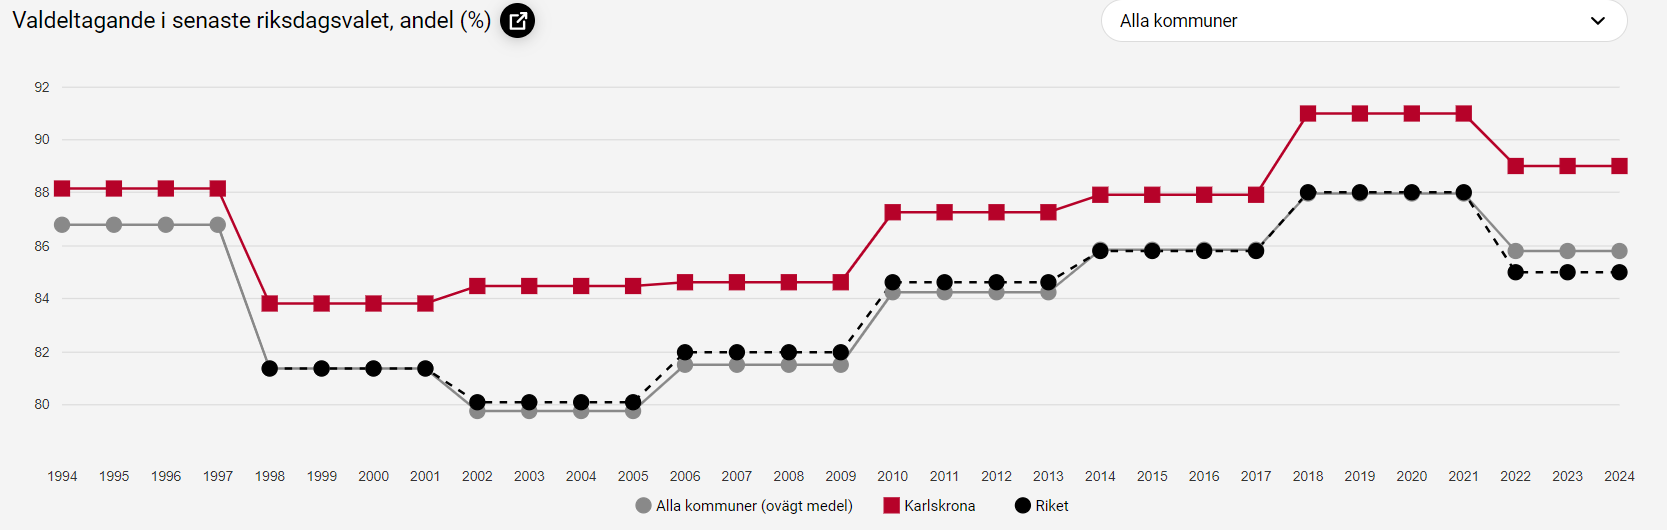 Valdeltagande i senaste riksdagsvalet, andel (%)
Alla kommuner
92
90
88
86
84
82
80
1994 1995 1996 1997 1998 1999 2000 2001 2002 2003 2004 2005 2006 2007 2008 2009 2010 2011 2012 2013 2014 2015 2016 2017 2018 2019 2020 2021 2022 2023 2024
Alla kommuner (ovägt medel) Karlskrona Riket